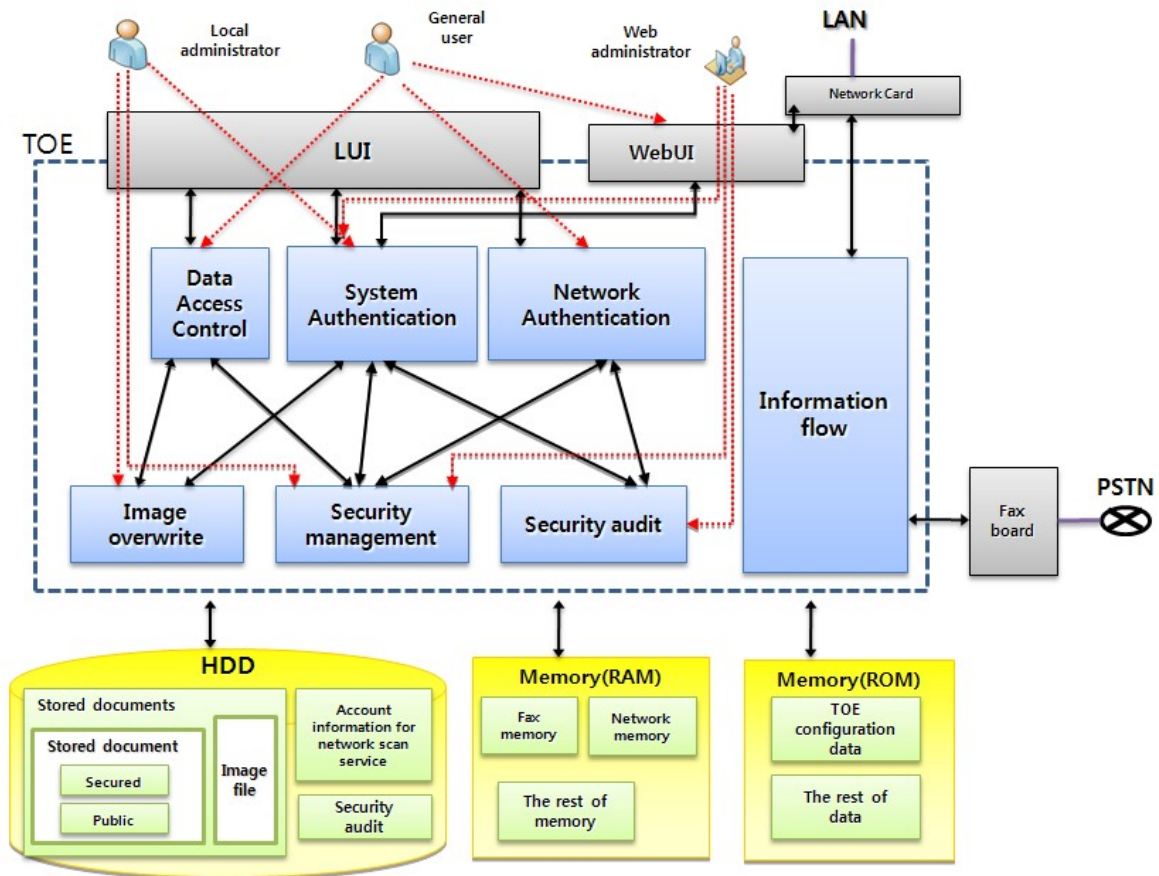 Local
administrator
General
user
Web
administrator
LAN
Network Card
TOE
LUI
WebUI
Data
Access
Control
System
Authentication
Network
Authentication
Information
flow
Image
overwrite
Security
management
Security audit
Fax
board
PSTN
HDD
Stored documents
Stored document
Secured
Public
Image
file
Account
information for
network scan
service
Security
audit
Memory(RAM)
Fax
memory
Network
memory
The rest of
memory
Memory(ROM)
TOE
configuration
data
The rest of
data